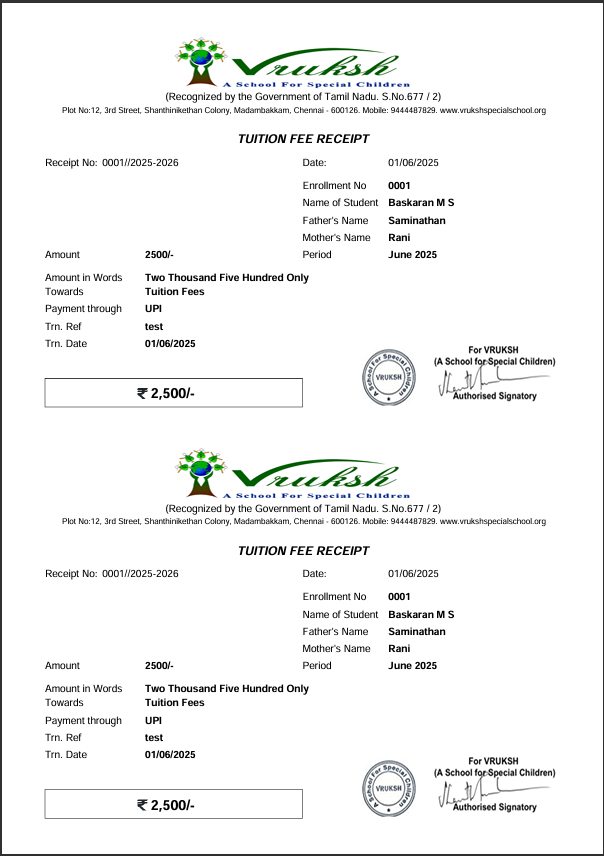 Vruksh
A School For Special Children
(Recognized by the Government of Tamil Nadu. S.No.677 / 2)
Plot No:12, 3rd Street, Shanthinikethan Colony, Madambakkam, Chennai - 600126. Mobile: 9444487829. www.vrukshspecialschool.org
TUITION FEE RECEIPT
Receipt No: 0001//2025-2026 Date: 01/06/2025
Enrollment No 0001
Name of Student Baskaran M S
Father's Name Saminathan
Mother's Name Rani
Amount 2500/- Period June 2025
Amount in Words Two Thousand Five Hundred Only
Towards Tuition Fees
Payment through UPI
Trn. Ref test
Trn. Date 01/06/2025
For VRUKSH
(A School for Special Children)
A School For Special Children
VRUKSH
Authorised Signatory
₹ 2,500/-
Vruksh
A School For Special Children
(Recognized by the Government of Tamil Nadu. S.No.677 / 2)
Plot No:12, 3rd Street, Shanthinikethan Colony, Madambakkam, Chennai - 600126. Mobile: 9444487829. www.vrukshspecialschool.org
TUITION FEE RECEIPT
Receipt No: 0001//2025-2026 Date: 01/06/2025
Enrollment No 0001
Name of Student Baskaran M S
Father's Name Saminathan
Mother's Name Rani
Amount 2500/- Period June 2025
Amount in Words Two Thousand Five Hundred Only
Towards Tuition Fees
Payment through UPI
Trn. Ref test
Trn. Date 01/06/2025
For VRUKSH
(A School for Special Children)
A School For Special Children
VRUKSH
Authorised Signatory
₹ 2,500/-